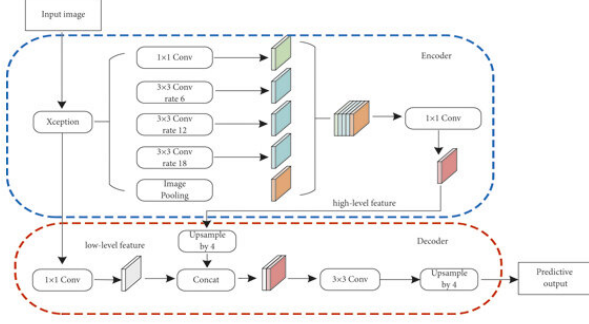 Input image
Encoder
Xception
1×1 Conv
3×3 Conv
rate 6
3×3 Conv
rate 12
3×3 Conv
rate 18
Image
Pooling
1×1 Conv
high-level feature
Decoder
low-level feature
Upsample
by 4
1×1 Conv
Concat
3×3 Conv
Upsample
by 4
Predictive
output